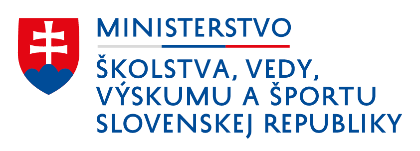 MINISTERSTVO
ŠKOLSTVA, VEDY,
VÝSKUMU A ŠPORTU
SLOVENSKEJ REPUBLIKY